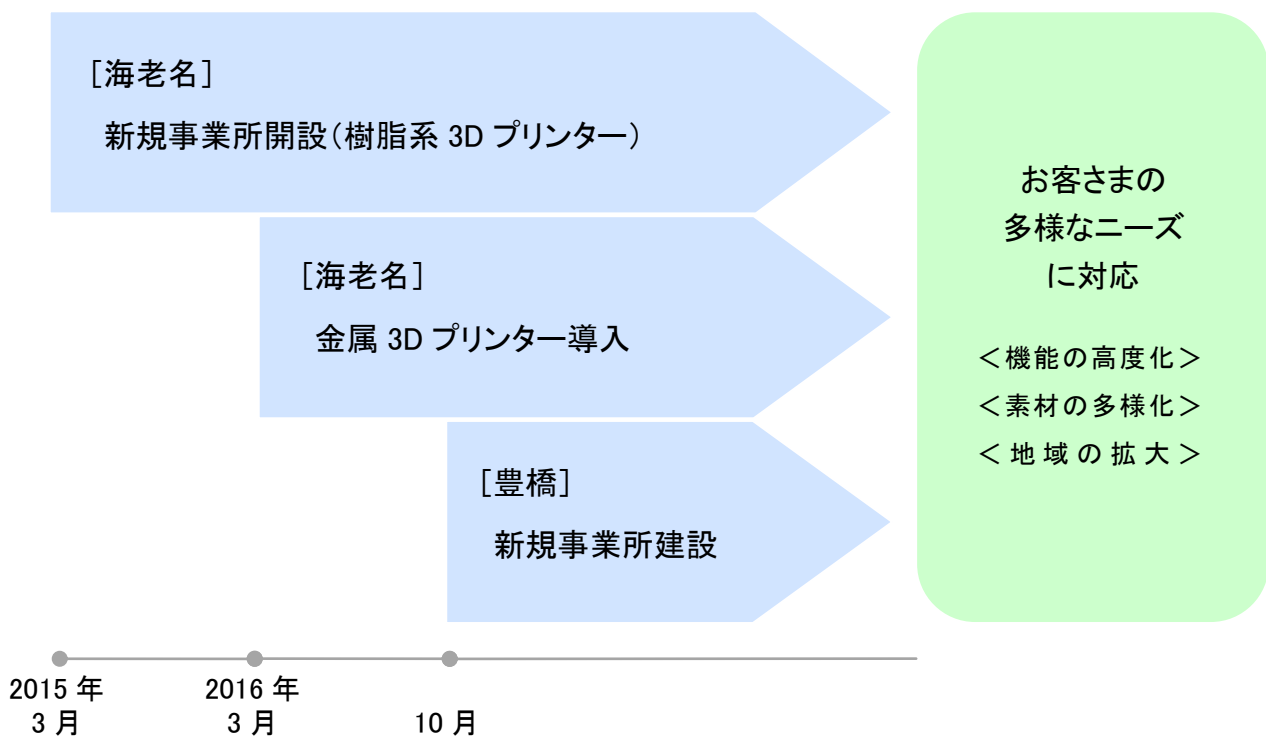 ［海老名］
新規事業所開設（樹脂系 3D プリンター）
［海老名］
金属 3D プリンター導入
［豊橋］
新規事業所建設
お客さまの
多様なニーズ
に対応
＜機能の高度化＞
＜素材の多様化＞
＜地域の拡大＞
2015 年
3 月
2016 年
3 月
10 月